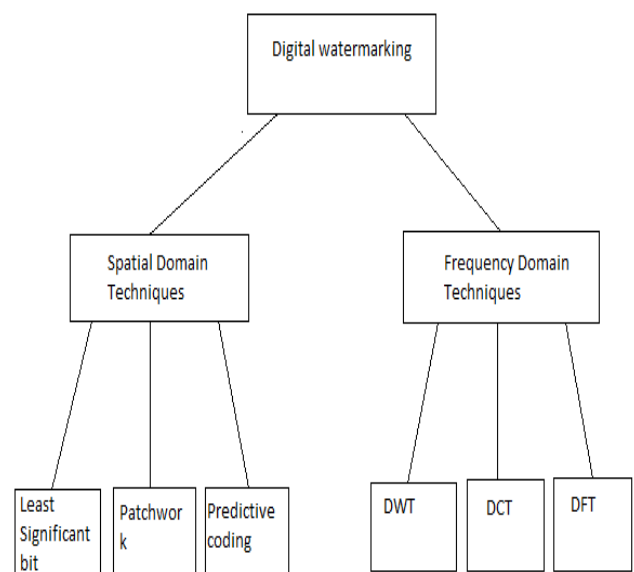 Digital watermarking
Spatial Domain
Techniques
Frequency Domain
Techniques
Least
Significant
bit
Patchwor
k
Predictive
coding
DWT
DCT
DFT